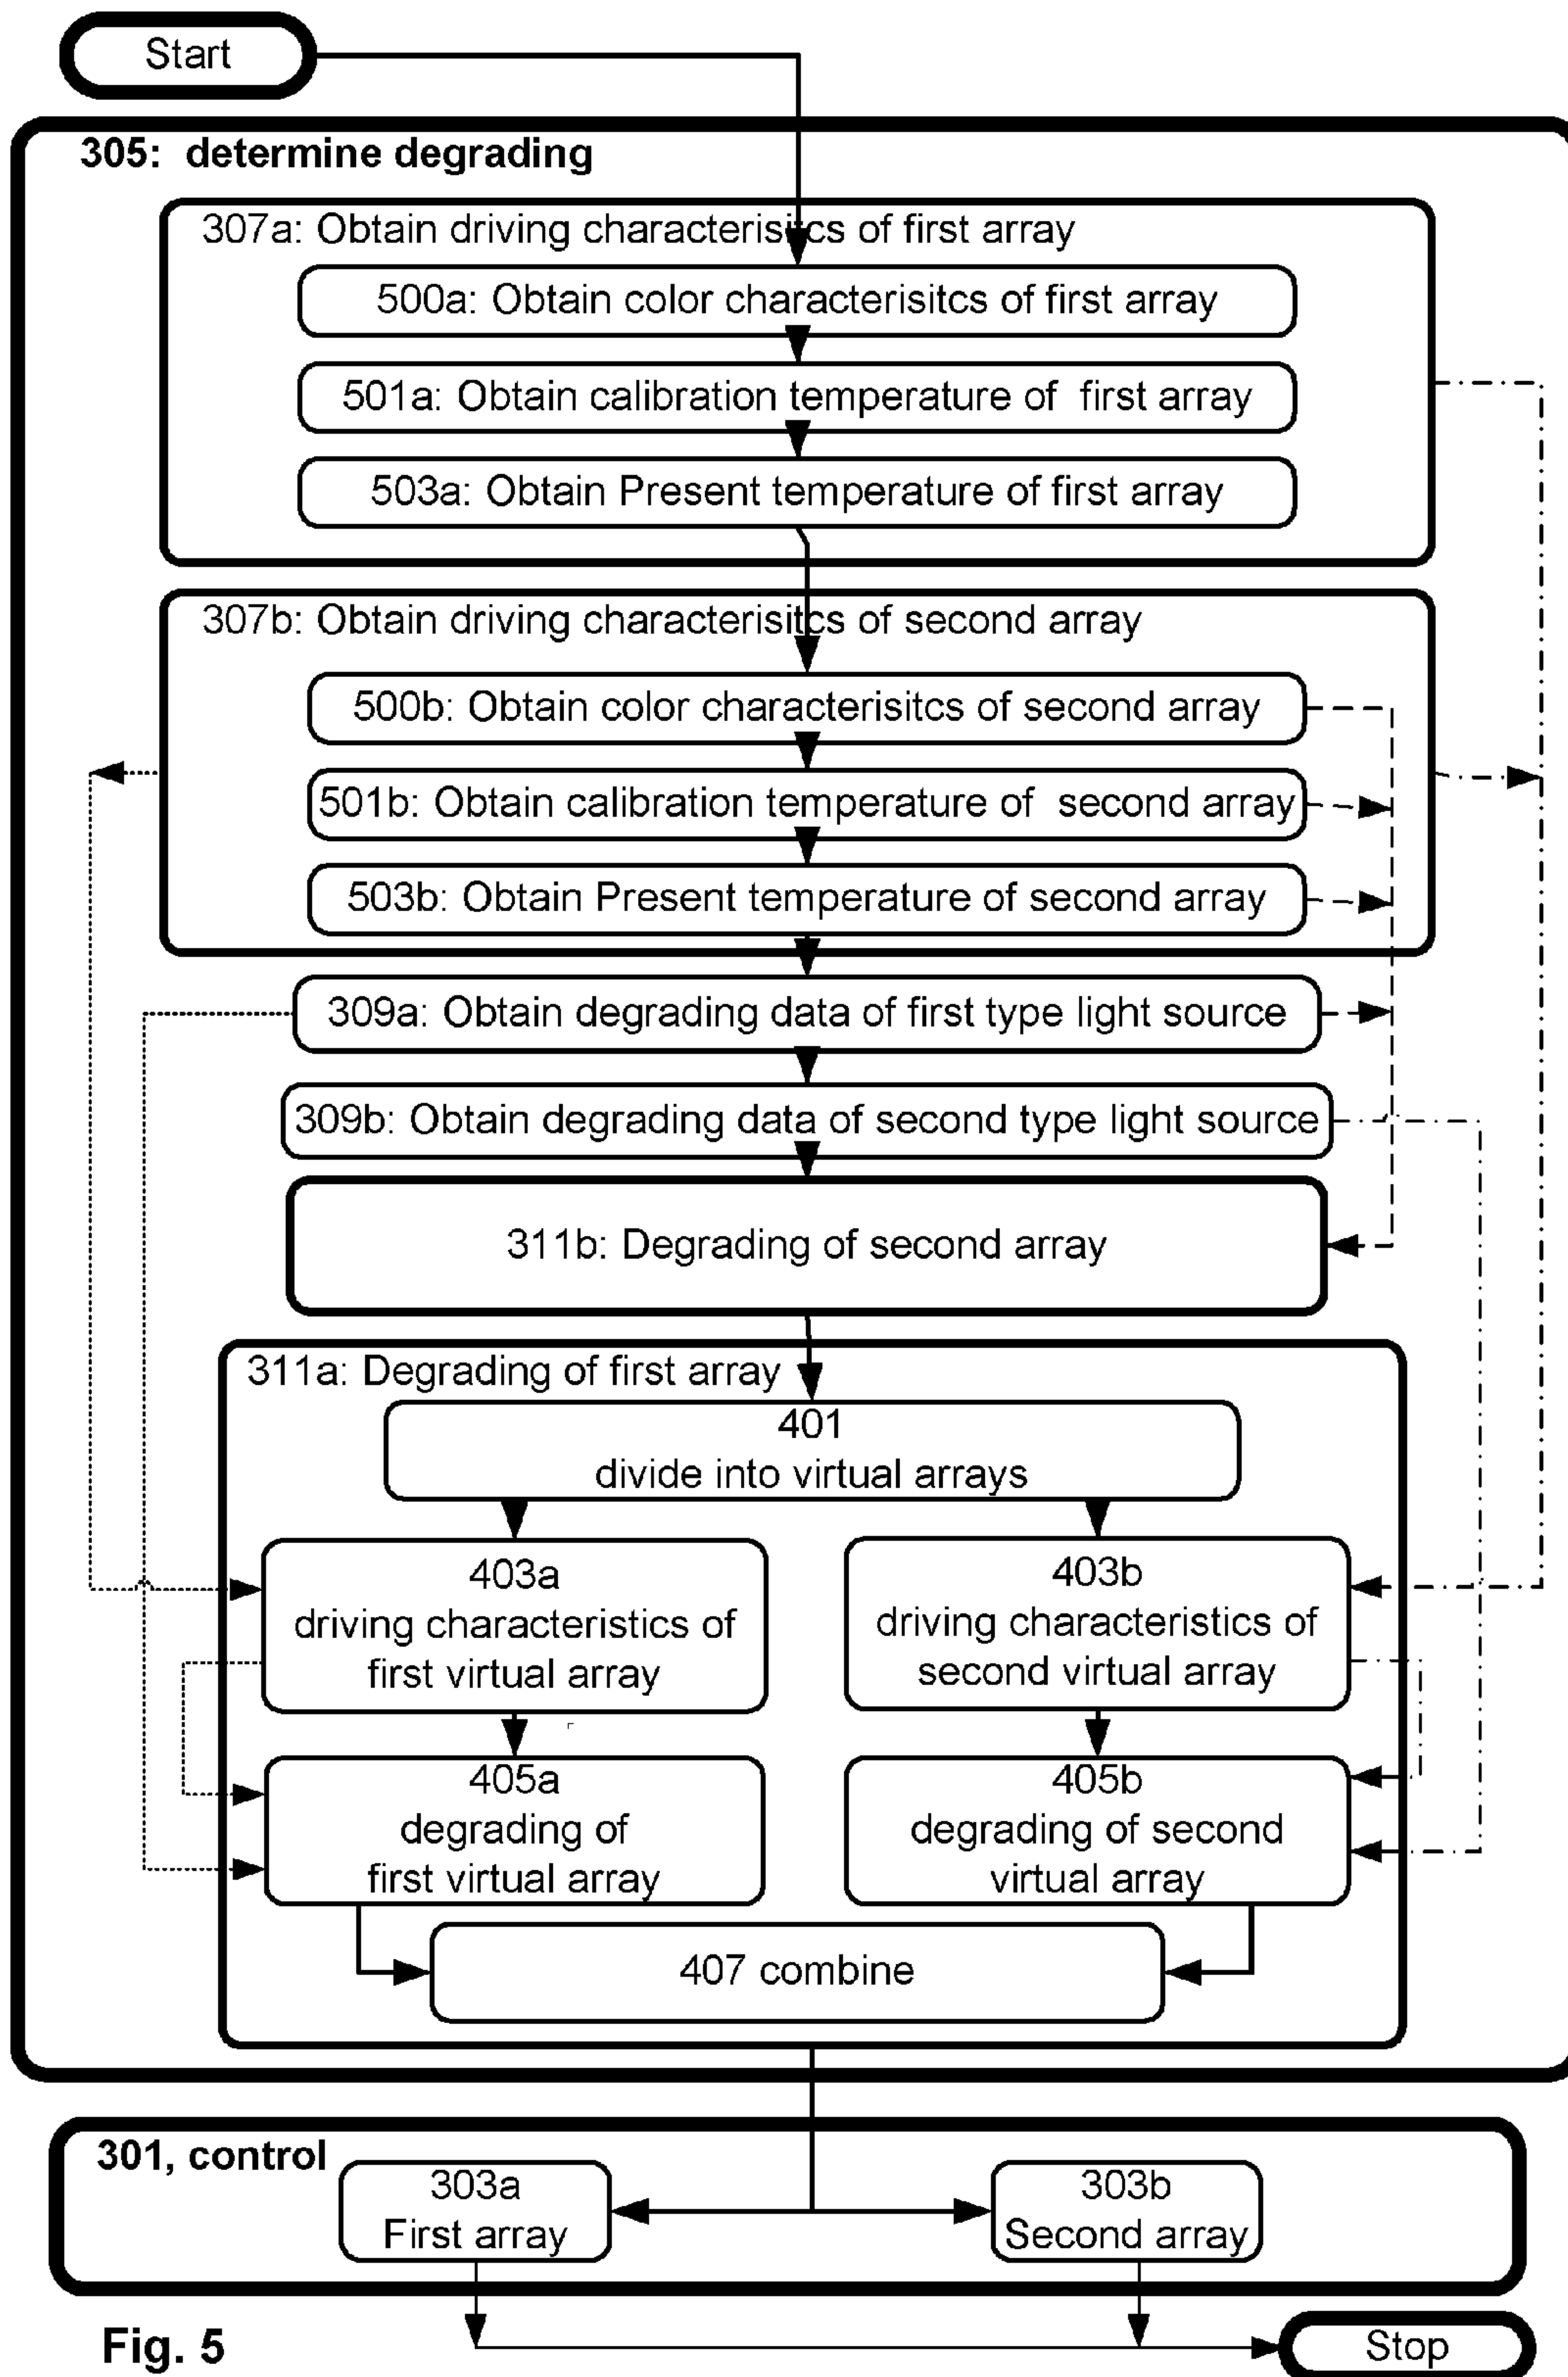 Start
305: determine degrading
307a: Obtain driving characterisitcs of first array
500a: Obtain color characterisitcs of first array
501a: Obtain calibration temperature of first array
503a: Obtain Present temperature of first array
307b: Obtain driving characterisitcs of second array
500b: Obtain color characterisitcs of second array
501b: Obtain calibration temperature of second array
503b: Obtain Present temperature of second array
309a: Obtain degrading data of first type light source
309b: Obtain degrading data of second type light source
311b: Degrading of second array
311a: Degrading of first array
401
divide into virtual arrays
403a
driving characteristics of
first virtual array
403b
driving characteristics of
second virtual array
405a
degrading of
first virtual array
405b
degrading of second
virtual array
407 combine
301, control
303a
First array
303b
Second array
Fig. 5
Stop